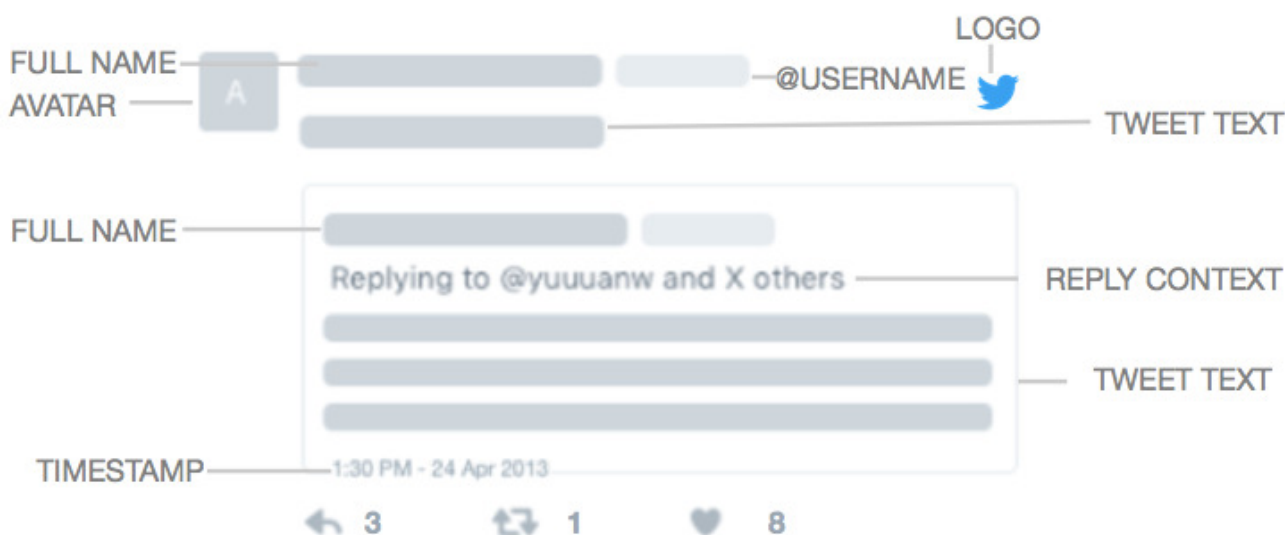 LOGO
FULL NAME
@USERNAME
AVATAR
A
TWEET TEXT
FULL NAME
Replying to @yuuuanw and X others
REPLY CONTEXT
TWEET TEXT
TIMESTAMP
1:30 PM - 24 Apr 2013
3 1 8